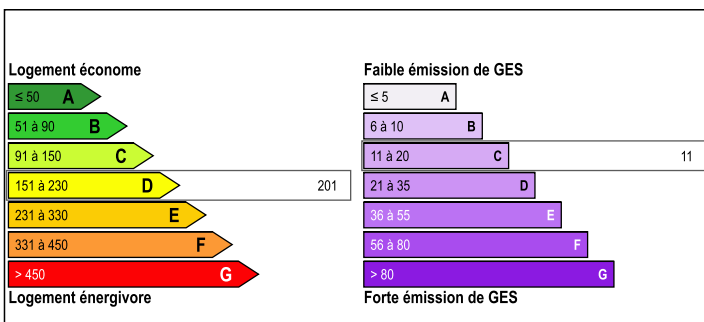 Logement économe
≤ 50 A
51 à 90 B
91 à 150 C
151 à 230 D 201
231 à 330 E
331 à 450 F
> 450 G
Logement énergivore
Faible émission de GES
≤ 5 A
6 à 10 B
11 à 20 C 11
21 à 35 D
36 à 55 E
56 à 80 F
> 80 G
Forte émission de GES